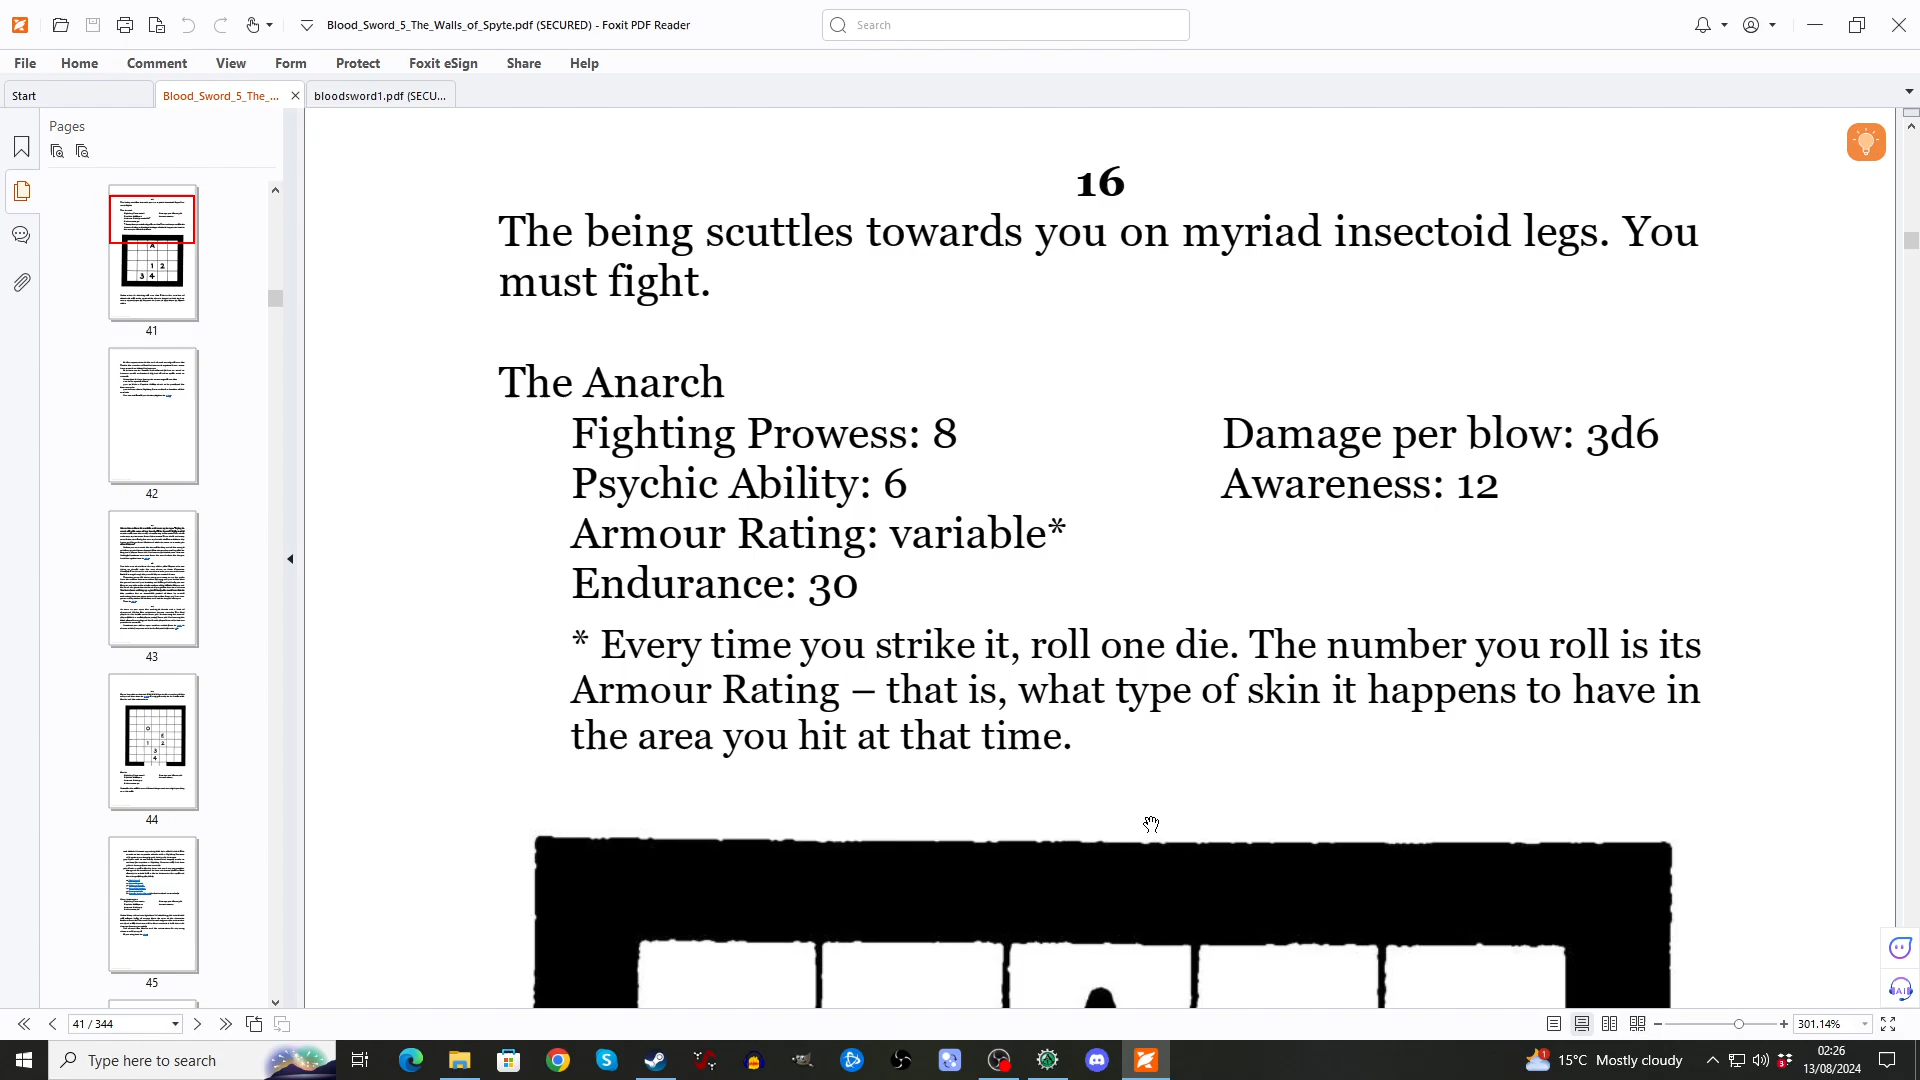 Blood_Sword_5_The_Walls_of_Spyte.pdf (SECURED) - Foxit PDF Reader
Search
File Home Comment View Form Protect Foxit eSign Share Help
Start Blood_Sword_5_The_... bloodsword1.pdf (SECU...
Pages
41
42
43
44
45
16
The being scuttles towards you on myriad insectoid legs. You
must fight.
The Anarch
Fighting Prowess: 8 Damage per blow: 3d6
Psychic Ability: 6 Awareness: 12
Armour Rating: variable*
Endurance: 30
* Every time you strike it, roll one die. The number you roll is its
Armour Rating – that is, what type of skin it happens to have in
the area you hit at that time.
AI
41 / 344
301.14%
Type here to search
15°C Mostly cloudy
02:26
13/08/2024